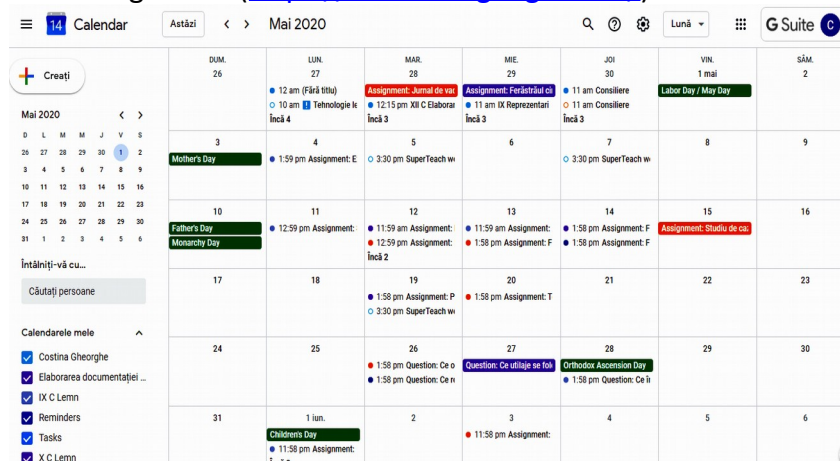 14 Calendar Astăzi Mai 2020 Lună G Suite C
Creați
Mai 2020
D L M M J V S
26 27 28 29 30 1 2
3 4 5 6 7 8 9
10 11 12 13 14 15 16
17 18 19 20 21 22 23
24 25 26 27 28 29 30
31 1 2 3 4 5 6
Întâlniți-vă cu...
Căutați persoane
Calendarele mele
Costina Gheorghe
Elaborarea documentației ...
IX C Lemn
Reminders
Tasks
X C Lemn
DUM. LUN. MAR. MIE. JOI VIN. SÂM.
26 27 28 29 30 1 mai 2
12 am (Fără titlu)
10 am Tehnologie le
Încă 4
Assignment: Jurnal de vac
12:15 pm XII C Elaborar
Încă 3
Assignment: Ferăstrăul ci
11 am IX Reprezentari
Încă 3
11 am Consiliere
11 am Consiliere
Încă 3
Labor Day / May Day
3 4 5 6 7 8 9
Mother's Day
1:59 pm Assignment: E
3:30 pm SuperTeach w
3:30 pm SuperTeach w
10 11 12 13 14 15 16
Father's Day
Monarchy Day
12:59 pm Assignment:
11:59 am Assignment:
12:59 pm Assignment:
Încă 2
11:59 am Assignment:
1:58 pm Assignment: F
1:58 pm Assignment: F
1:58 pm Assignment: F
Assignment: Studiu de caz
17 18 19 20 21 22 23
1:58 pm Assignment: P
3:30 pm SuperTeach w
1:58 pm Assignment: T
24 25 26 27 28 29 30
1:58 pm Question: Ce o
1:58 pm Question: Ce r
Question: Ce utilaje se fol
Orthodox Ascension Day
1:58 pm Question: Ce î
31 1 iun. 2 3 4 5 6
Children's Day
11:58 pm Assignment:
11:58 pm Assignment: